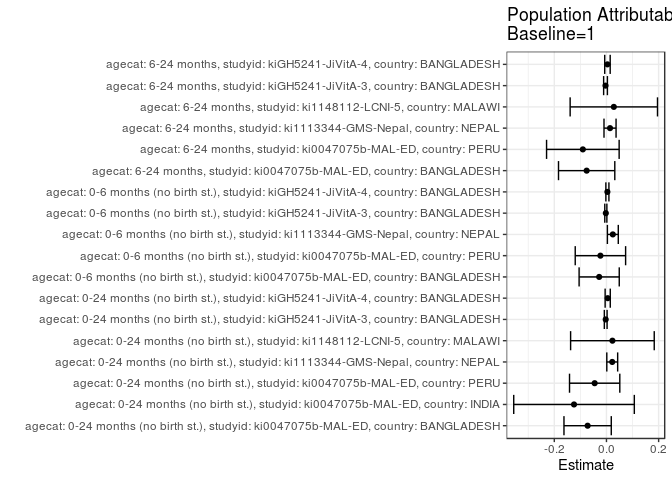 Population Attributab
Baseline=1
agecat: 6-24 months, studyid: kiGH5241-JiVitA-4, country: BANGLADESH
agecat: 6-24 months, studyid: kiGH5241-JiVitA-3, country: BANGLADESH
agecat: 6-24 months, studyid: ki1148112-LCNI-5, country: MALAWI
agecat: 6-24 months, studyid: ki1113344-GMS-Nepal, country: NEPAL
agecat: 6-24 months, studyid: ki0047075b-MAL-ED, country: PERU
agecat: 6-24 months, studyid: ki0047075b-MAL-ED, country: BANGLADESH
agecat: 0-6 months (no birth st.), studyid: kiGH5241-JiVitA-4, country: BANGLADESH
agecat: 0-6 months (no birth st.), studyid: kiGH5241-JiVitA-3, country: BANGLADESH
agecat: 0-6 months (no birth st.), studyid: ki1113344-GMS-Nepal, country: NEPAL
agecat: 0-6 months (no birth st.), studyid: ki0047075b-MAL-ED, country: PERU
agecat: 0-6 months (no birth st.), studyid: ki0047075b-MAL-ED, country: BANGLADESH
agecat: 0-24 months (no birth st.), studyid: kiGH5241-JiVitA-4, country: BANGLADESH
agecat: 0-24 months (no birth st.), studyid: kiGH5241-JiVitA-3, country: BANGLADESH
agecat: 0-24 months (no birth st.), studyid: ki1148112-LCNI-5, country: MALAWI
agecat: 0-24 months (no birth st.), studyid: ki1113344-GMS-Nepal, country: NEPAL
agecat: 0-24 months (no birth st.), studyid: ki0047075b-MAL-ED, country: PERU
agecat: 0-24 months (no birth st.), studyid: ki0047075b-MAL-ED, country: INDIA
agecat: 0-24 months (no birth st.), studyid: ki0047075b-MAL-ED, country: BANGLADESH
-0.2 0.0 0.2
Estimate